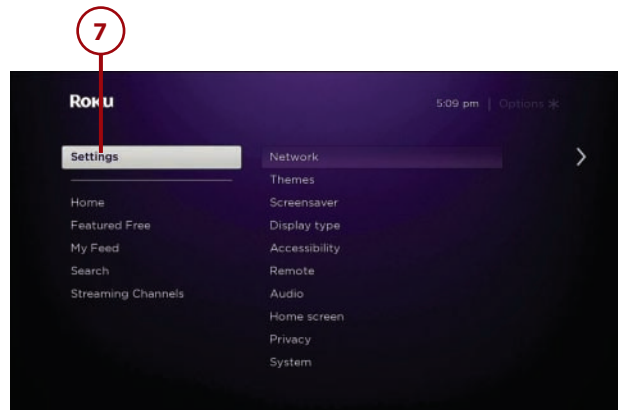 7
Roku
5:09 pm | Options *
Settings
Home
Featured Free
My Feed
Search
Streaming Channels
Network
Themes
Screensaver
Display type
Accessibility
Remote
Audio
Home screen
Privacy
System